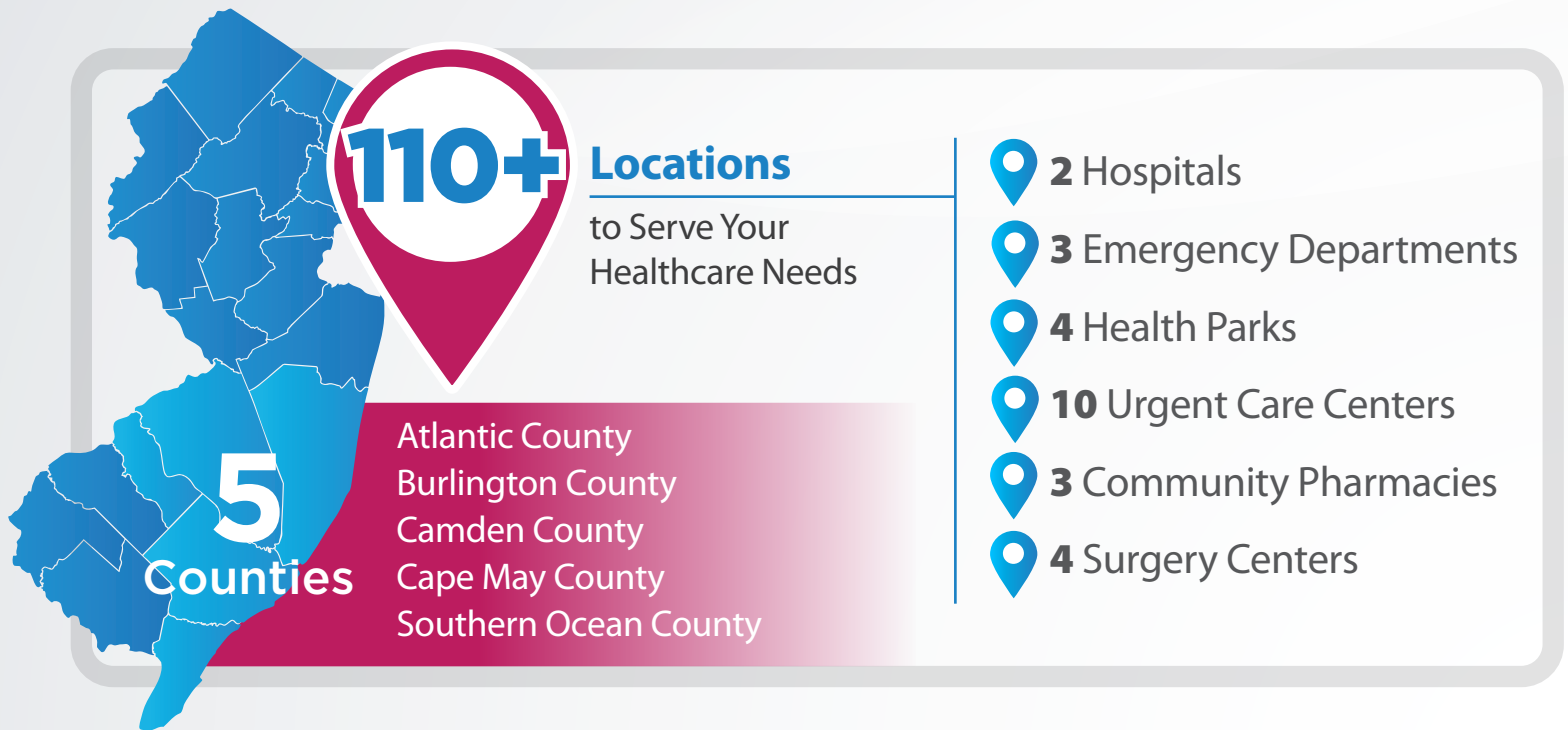 110+
Locations
to Serve Your
Healthcare Needs
5
Counties
Atlantic County
Burlington County
Camden County
Cape May County
Southern Ocean County
2 Hospitals
3 Emergency Departments
4 Health Parks
10 Urgent Care Centers
3 Community Pharmacies
4 Surgery Centers